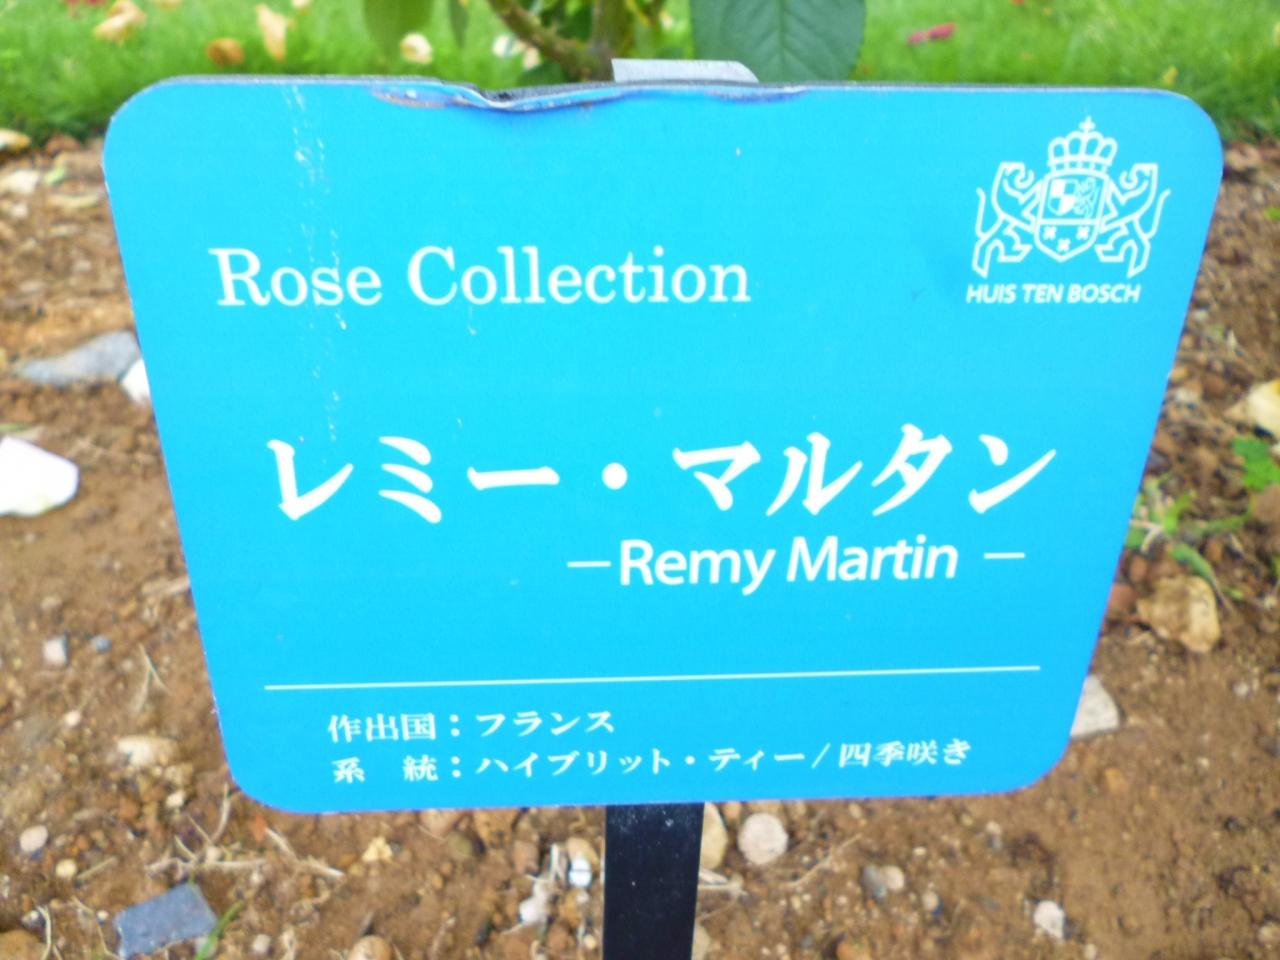 Rose Collection
HUIS TEN BOSCH
レミー・マルタン
—Remy Martin —
作出国：フランス
系　統：ハイブリット・ティー/四季咲き